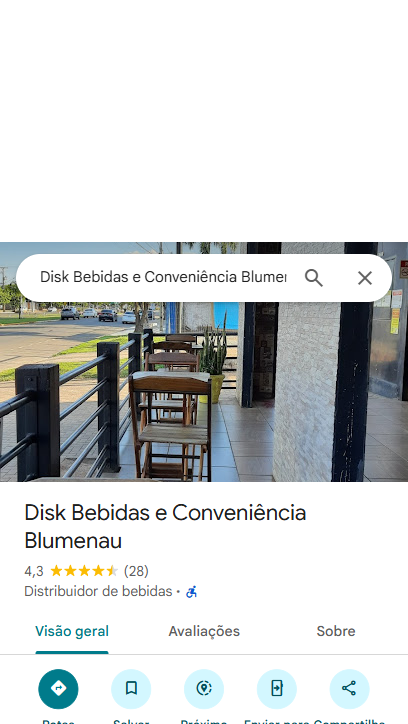 Disk Bebidas e Conveniência Blumen
Disk Bebidas e Conveniência
Blumenau
4,3 (28)
Distribuidor de bebidas ·
Visão geral Avaliações Sobre
Rotas Salvar Próximo Enviar para Compartilhe